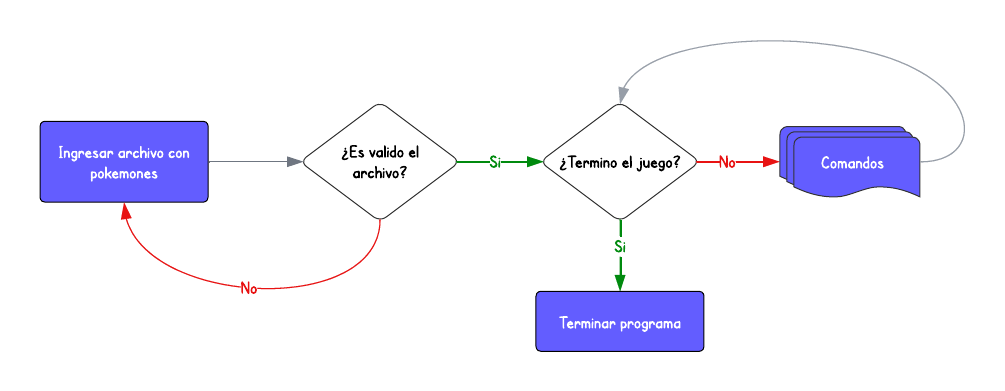 Ingresar archivo con
pokemones
¿Es valido el
archivo?
Si
¿Termino el juego?
No
Comandos
No
Si
Terminar programa